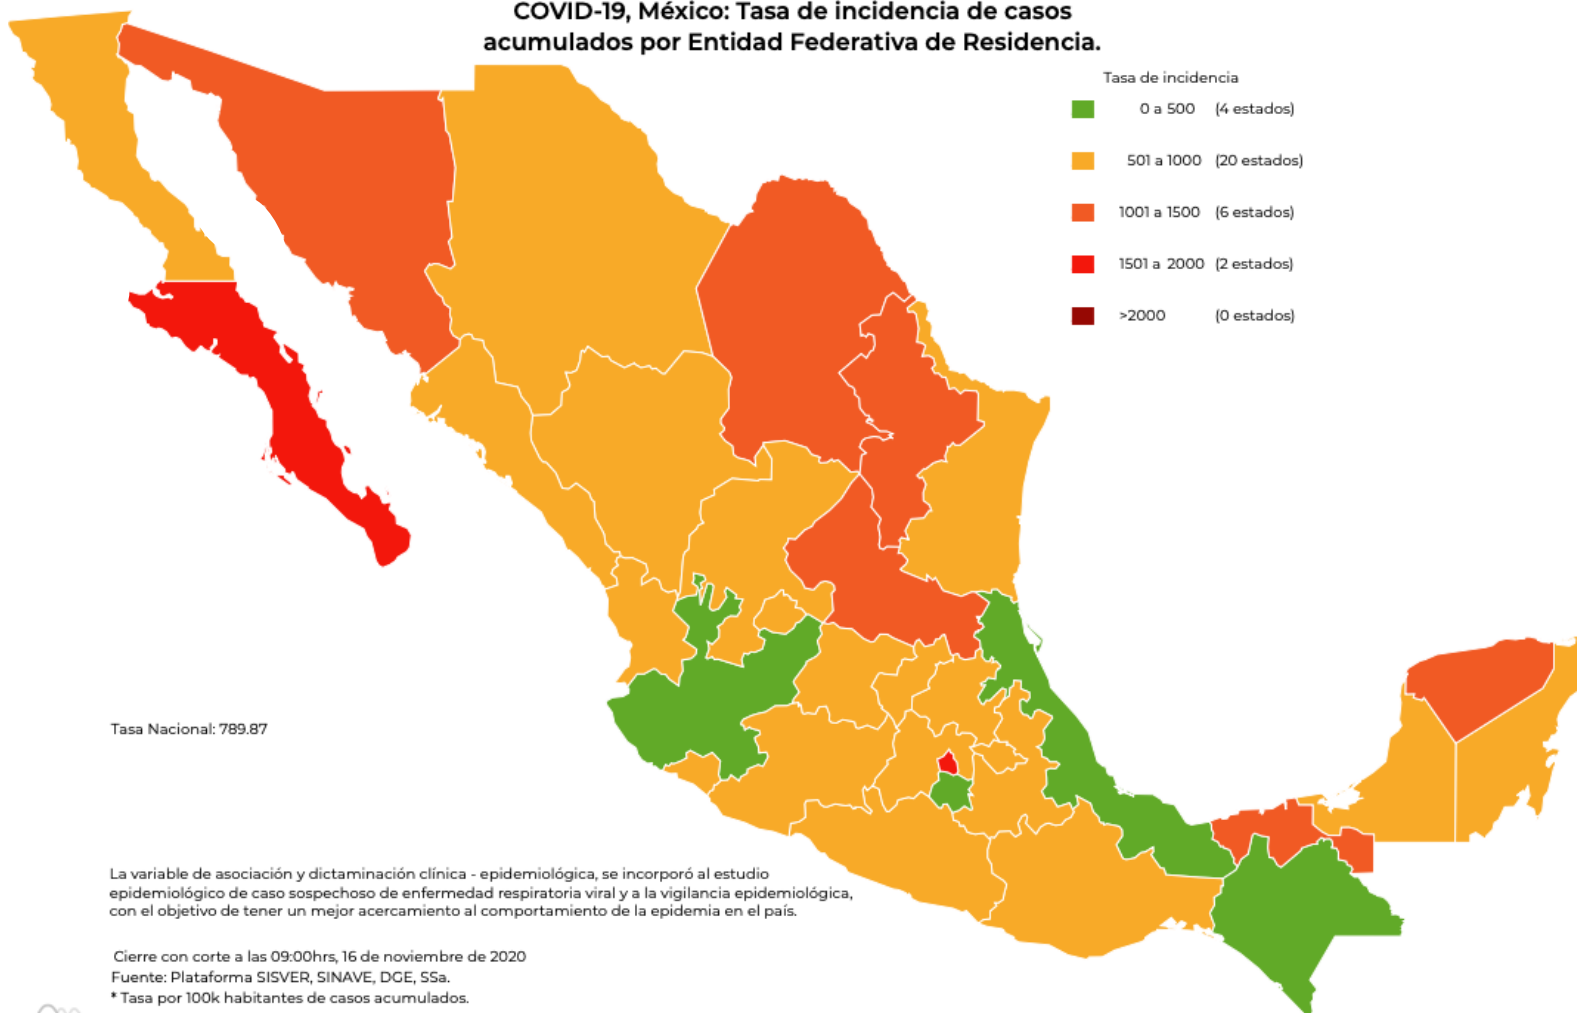 COVID-19, México: Tasa de incidencia de casos
acumulados por Entidad Federativa de Residencia.
Tasa de incidencia
0 a 500 (4 estados)
501 a 1000 (20 estados)
1001 a 1500 (6 estados)
1501 a 2000 (2 estados)
>2000 (0 estados)
Tasa Nacional: 789.87
La variable de asociación y dictaminación clínica - epidemiológica, se incorporó al estudio
epidemiológico de caso sospechoso de enfermedad respiratoria viral y a la vigilancia epidemiológica,
con el objetivo de tener un mejor acercamiento al comportamiento de la epidemia en el país.
Cierre con corte a las 09:00hrs, 16 de noviembre de 2020
Fuente: Plataforma SISVER, SINAVE, DGE, SSa.
* Tasa por 100k habitantes de casos acumulados.